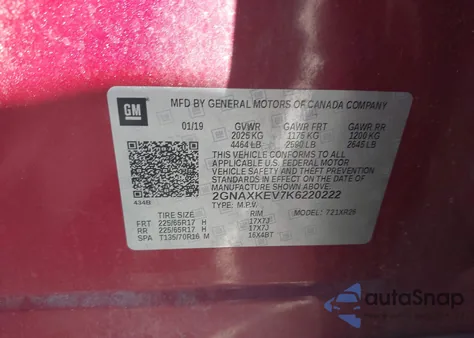 GM
MFD BY GENERAL MOTORS OF CANADA COMPANY
01/19 GVWR GAWR FRT GAWR RR
2025 KG 1175 KG 1200 KG
4464 LB 2590 LB 2645 LB
THIS VEHICLE CONFORMS TO ALL
APPLICABLE U.S. FEDERAL MOTOR
VEHICLE SAFETY AND THEFT PREVENTION
STANDARDS IN EFFECT ON THE DATE
OF MANUFACTURE SHOWN ABOVE.
2GNAXKEV7K6220222
TYPE: M.P.V. MODEL: 721XR26
434B
TIRE SIZE RIM
FRT 225/65R17 H 17X7J
RR 225/65R17 H 17X7J
SPA T135/70R16 M 16X4BT
autoSnap